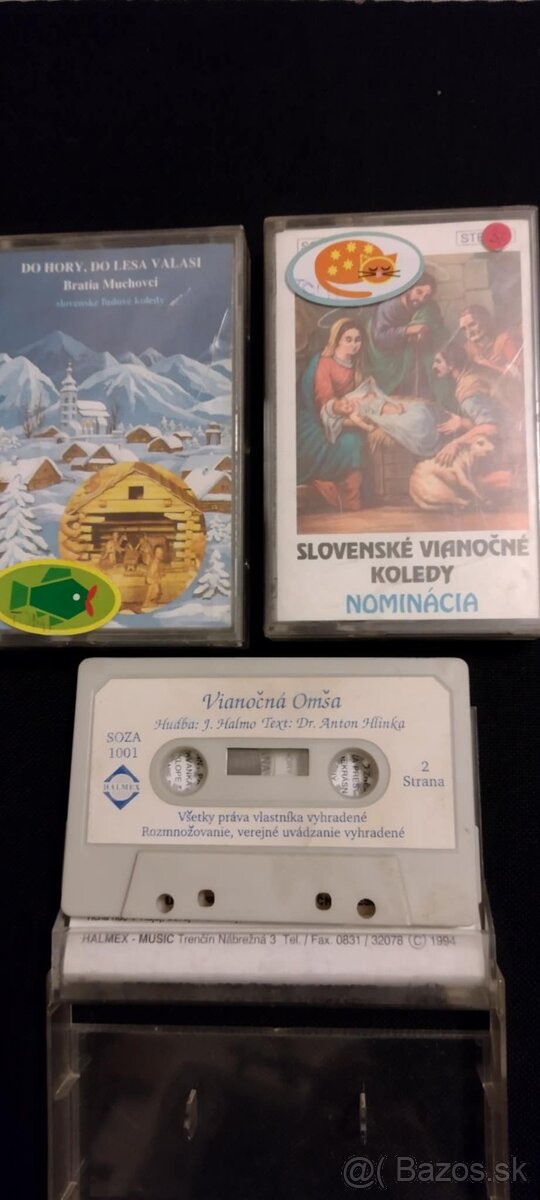 DO HORY, DO LESA VALASI
Bratia Muchovci
slovenské ľudové koledy
STE
SLOVENSKÉ VIANOČNÉ
KOLEDY
NOMINÁCIA
Vianočná Omša
Hudba: J. Halmo Text: Dr. Anton Hlinka
SOZA
1001
HALMEX
2
Strana
Všetky práva vlastníka vyhradené
Rozmnožovanie, verejné uvádzanie vyhradené
HALMEX - MUSIC Trenčín Nábrežná 3 Tel. / Fax. 0831 / 32078 (C) 1994
@( Bazos.sk